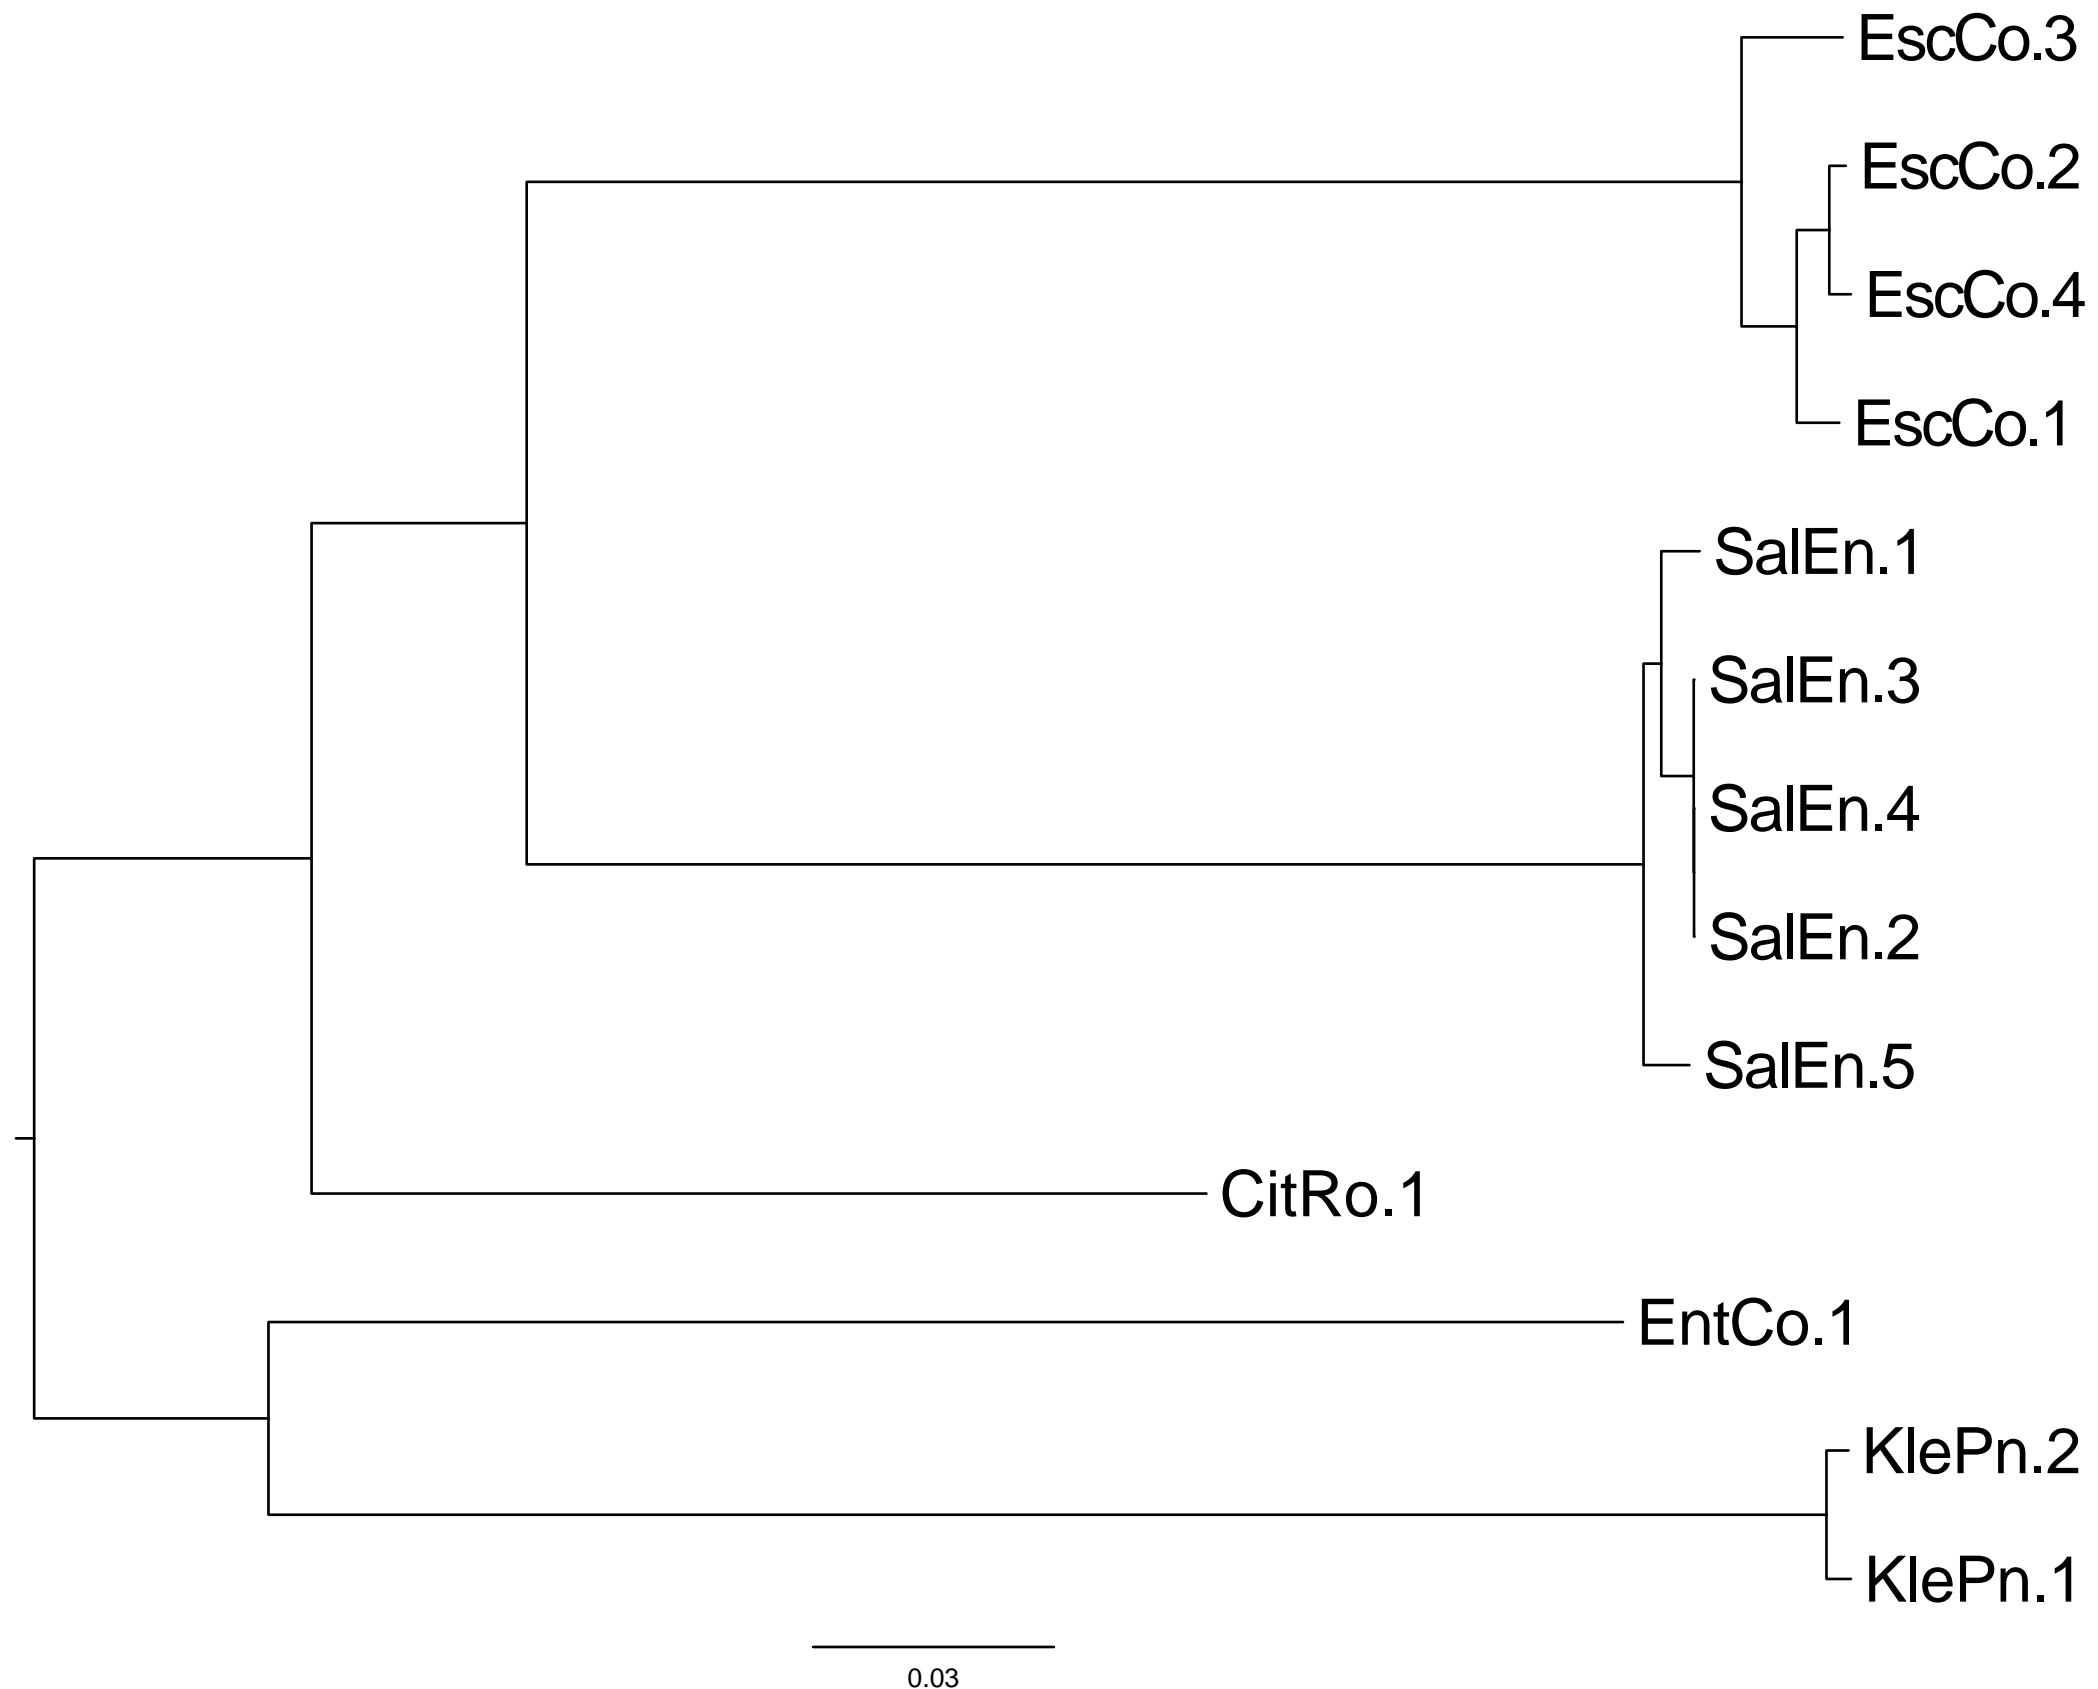 EscCo.3
EscCo.2
EscCo.4
EscCo.1
SalEn.1
SalEn.3
SalEn.4
SalEn.2
SalEn.5
CitRo.1
EntCo.1
KlePn.2
KlePn.1
0.03